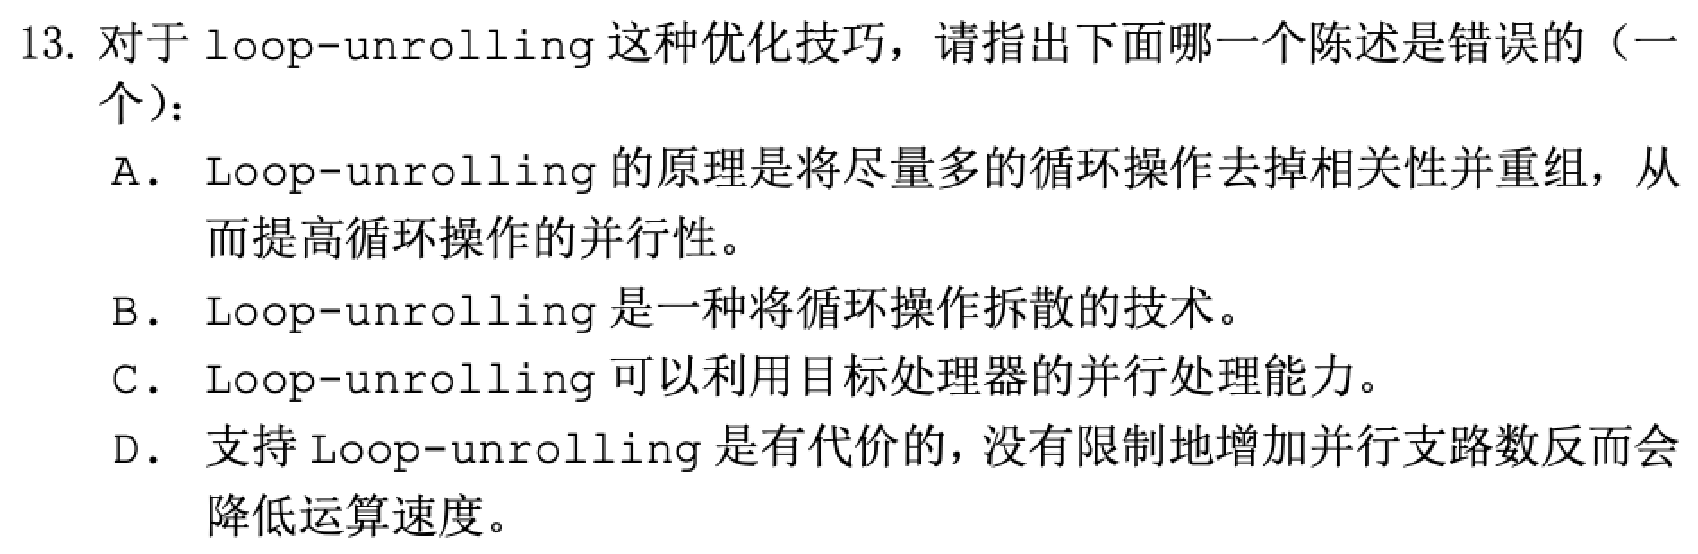 13. 对于 loop-unrolling 这种优化技巧，请指出下面哪一个陈述是错误的（一
个）：
A. Loop-unrolling 的原理是将尽量多的循环操作去掉相关性并重组，从
而提高循环操作的并行性。
B. Loop-unrolling 是一种将循环操作拆散的技术。
C. Loop-unrolling 可以利用目标处理器的并行处理能力。
D. 支持 Loop-unrolling 是有代价的，没有限制地增加并行支路数反而会
降低运算速度。